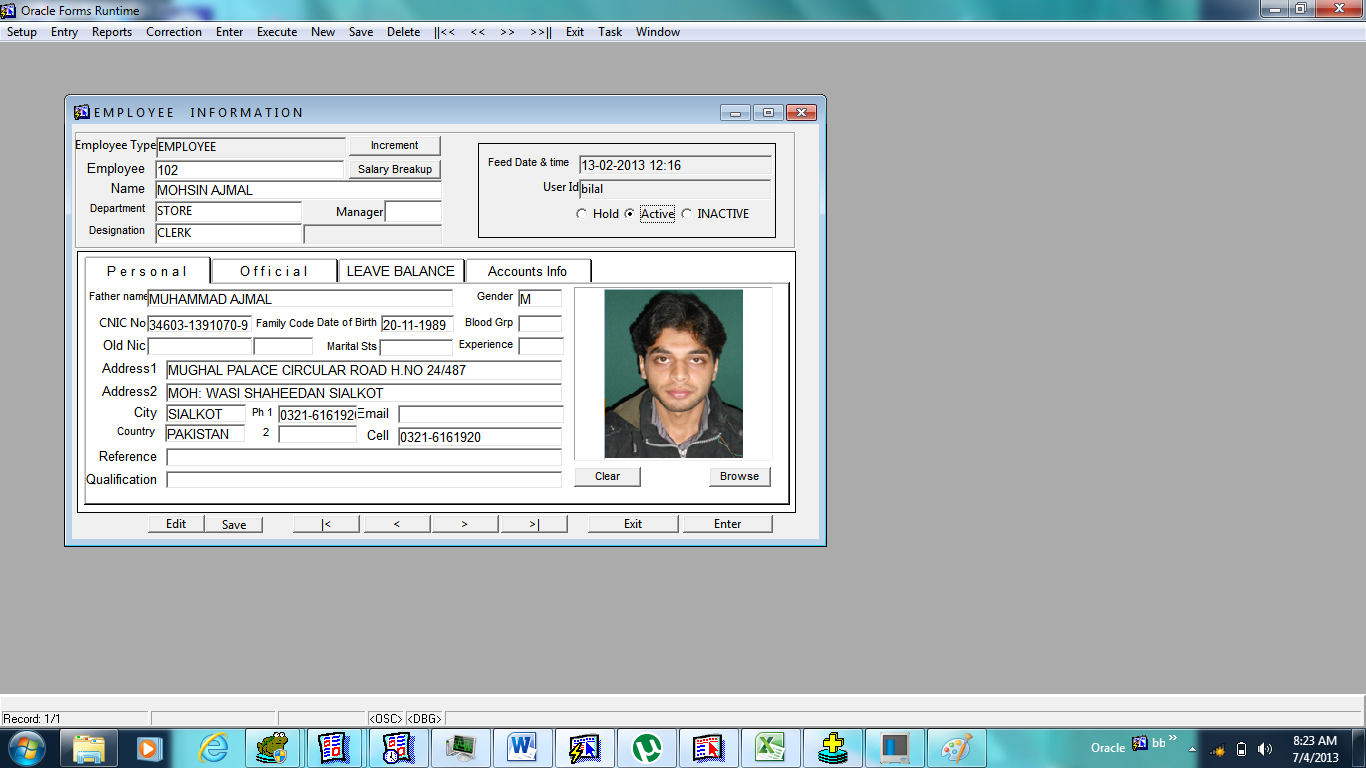 Oracle Forms Runtime
Setup Entry Reports Correction Enter Execute New Save Delete ||<< << >> >>|| Exit Task Window
EMPLOYEE INFORMATION
Employee Type EMPLOYEE Increment
Employee 102 Salary Breakup
Name MOHSIN AJMAL
Department STORE Manager
Designation CLERK
Feed Date & time 13-02-2013 12:16
User Id bilal
Hold Active INACTIVE
Personal Official LEAVE BALANCE Accounts Info
Father name MUHAMMAD AJMAL Gender M
CNIC No 34603-1391070-9 Family Code Date of Birth 20-11-1989 Blood Grp
Old Nic Marital Sts Experience
Address1 MUGHAL PALACE CIRCULAR ROAD H.NO 24/487
Address2 MOH: WASI SHAHEEDAN SIALKOT
City SIALKOT Ph 1 0321-6161920 Email
Country PAKISTAN 2 Cell 0321-6161920
Reference
Qualification
Clear Browse
Edit Save |< < > >| Exit Enter
Record: 1/1 <OSC> <DBG>
Oracle bb » 8:23 AM
7/4/2013